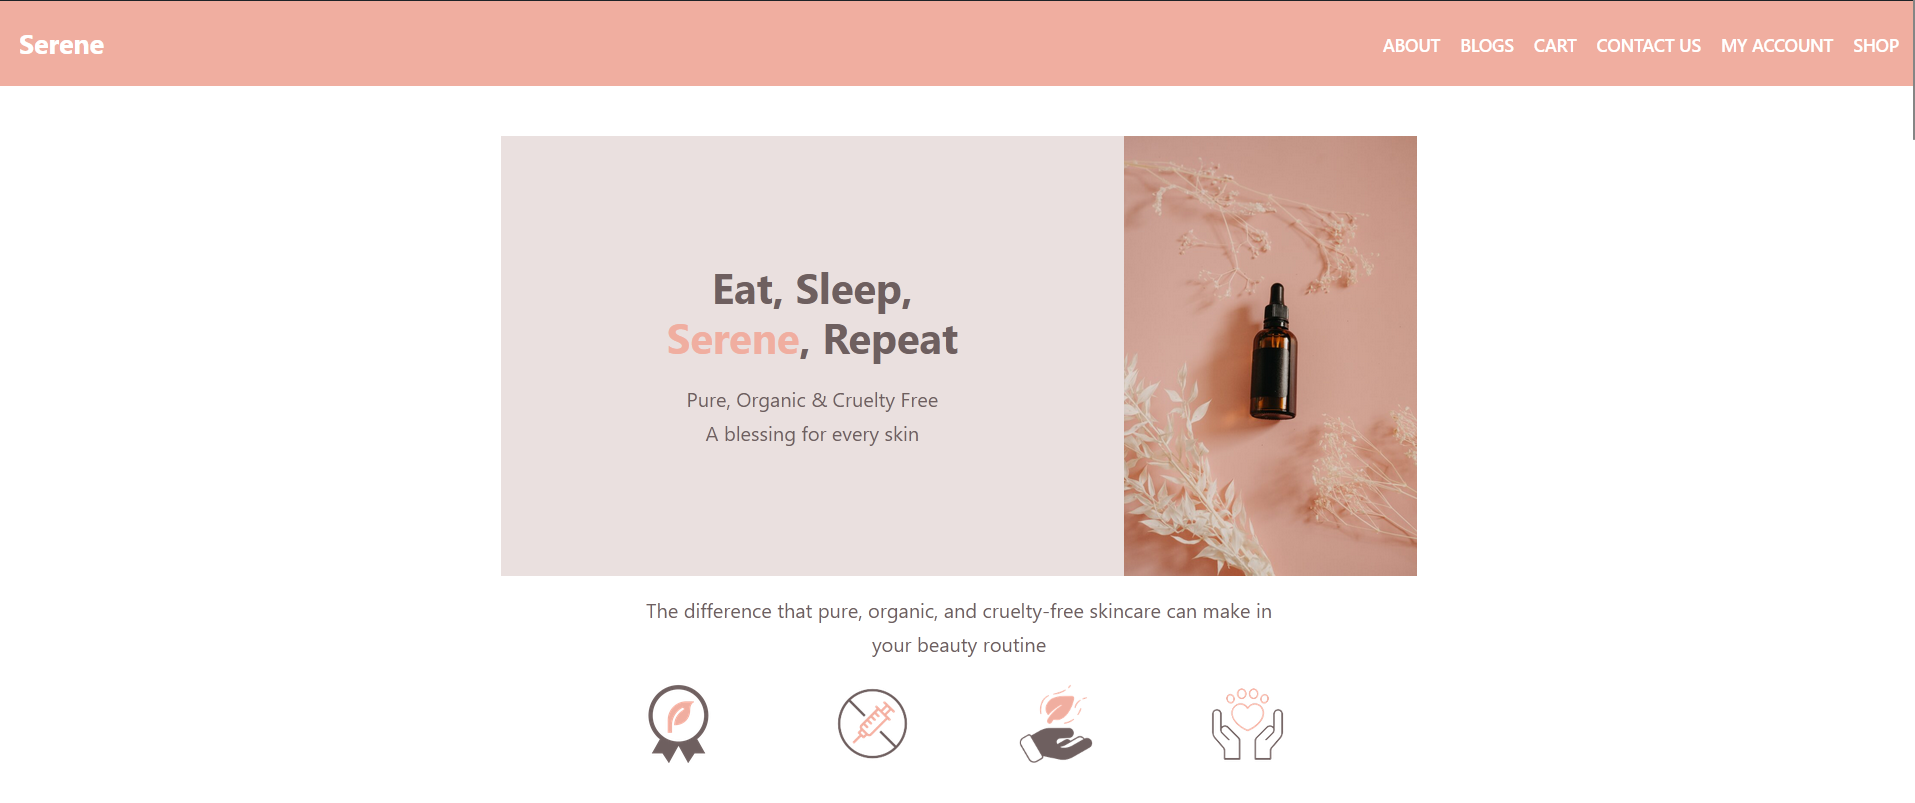 Serene
ABOUT BLOGS CART CONTACT US MY ACCOUNT SHOP
Eat, Sleep,
Serene, Repeat
Pure, Organic & Cruelty Free
A blessing for every skin
The difference that pure, organic, and cruelty-free skincare can make in
your beauty routine